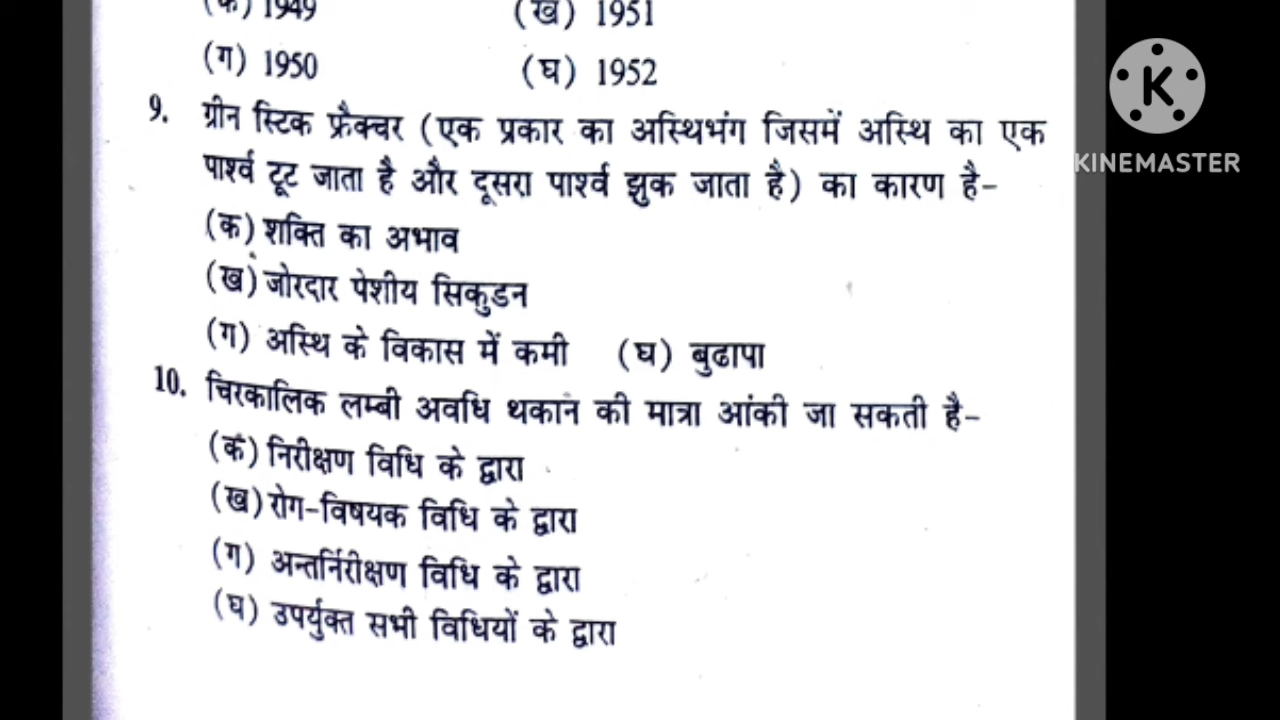 (क) 1949 (ख) 1951
(ग) 1950 (घ) 1952
9. ग्रीन स्टिक फ्रैक्चर (एक प्रकार का अस्थिभंग जिसमें अस्थि का एक
पार्श्व टूट जाता है और दूसरा पार्श्व झुक जाता है) का कारण है-
(क) शक्ति का अभाव
(ख) जोरदार पेशीय सिकुडन
(ग) अस्थि के विकास में कमी (घ) बुढापा
10. चिरकालिक लम्बी अवधि थकान की मात्रा आंकी जा सकती है-
(क) निरीक्षण विधि के द्वारा
(ख) रोग-विषयक विधि के द्वारा
(ग) अन्तर्निरीक्षण विधि के द्वारा
(घ) उपर्युक्त सभी विधियों के द्वारा
K
KINEMASTER